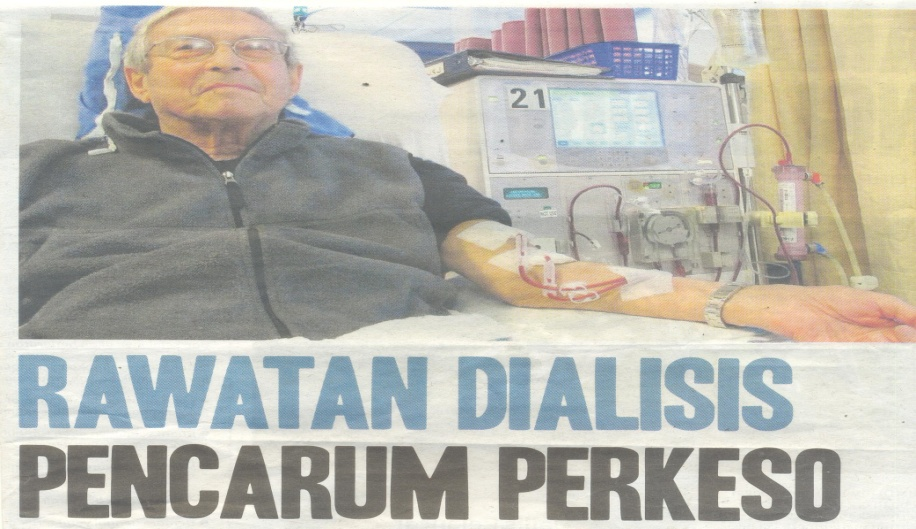 21
RAWATAN DIALISIS
PENCARUM PERKESO